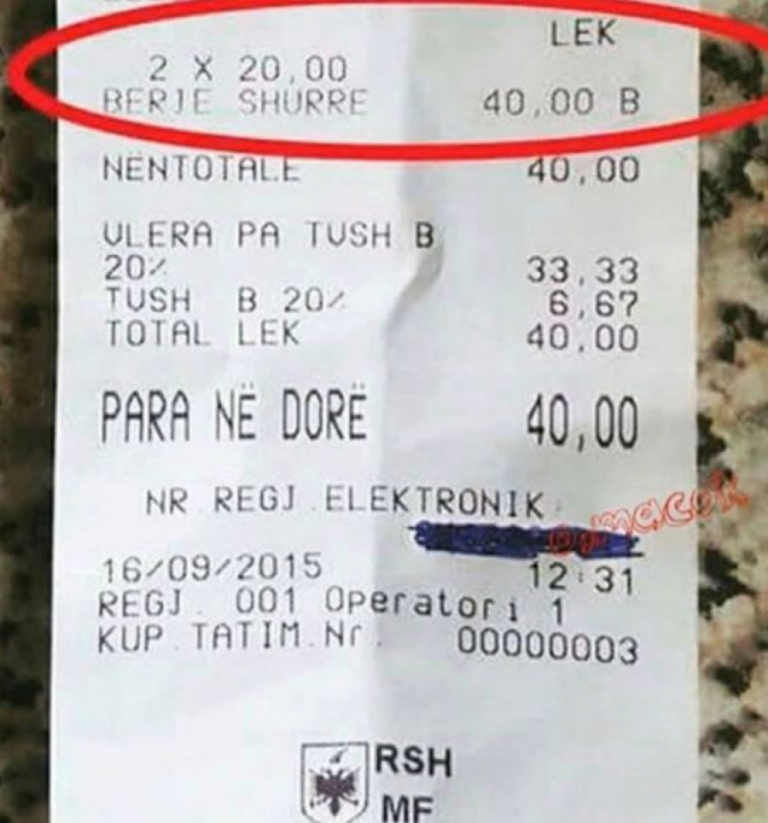 LEK
2 X 20,00
BERJE SHURRE 40,00 B
NËNTOTALE 40,00
VLERA PA TVSH B
20% 33,33
TVSH B 20% 6,67
TOTAL LEK 40,00
PARA NË DORË 40,00
NR REGJ.ELEKTRONIK:
16/09/2015 12:31
REGJ. 001 Operatori 1
KUP.TATIM.Nr. 00000003
RSH
MF